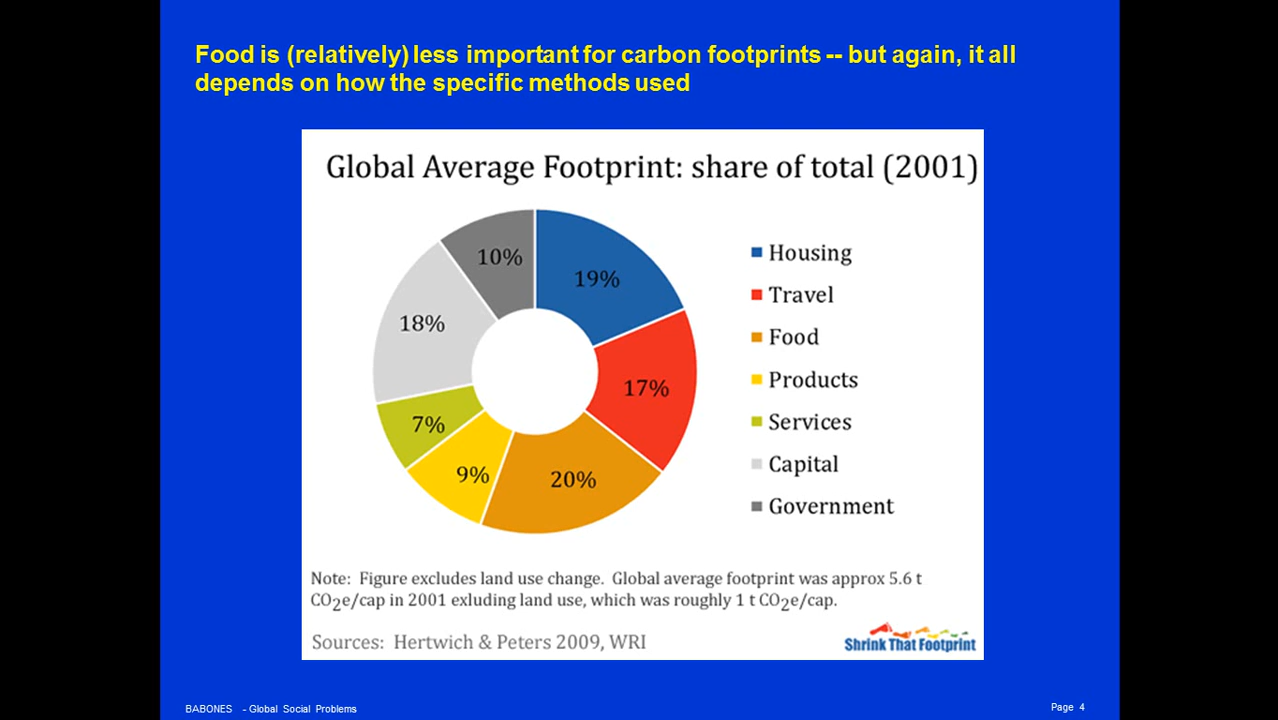 Food is (relatively) less important for carbon footprints -- but again, it all
depends on how the specific methods used
Global Average Footprint: share of total (2001)
10%
19%
18%
17%
7%
9%
20%
Housing
Travel
Food
Products
Services
Capital
Government
Note: Figure excludes land use change. Global average footprint was approx 5.6 t
CO2e/cap in 2001 exluding land use, which was roughly 1 t CO2e/cap.
Sources: Hertwich & Peters 2009, WRI
Shrink That Footprint
BABONES - Global Social Problems
Page 4